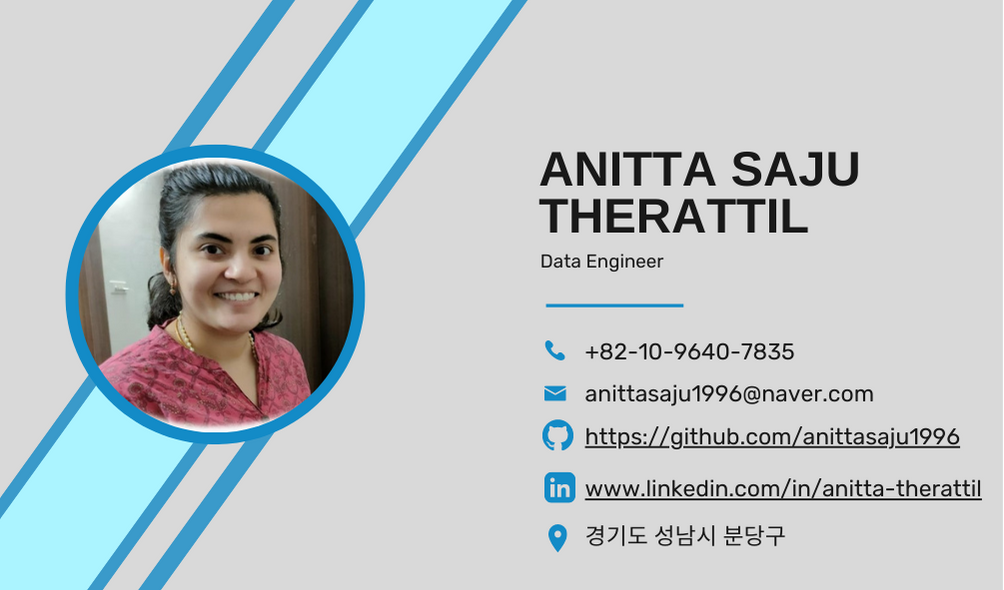 ANITTA SAJU
THERATTIL
Data Engineer
+82-10-9640-7835
anittasaju1996@naver.com
https://github.com/anittasaju1996
in www.linkedin.com/in/anitta-therattil
경기도 성남시 분당구